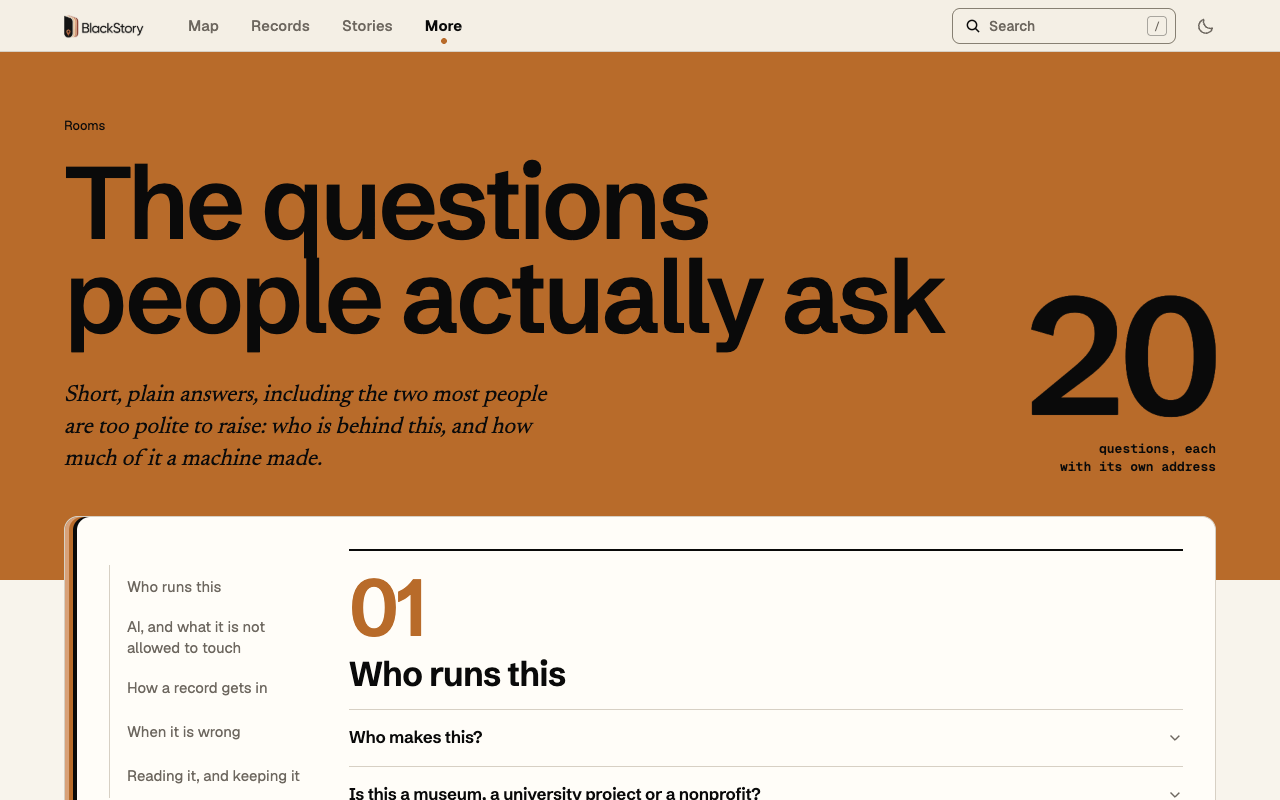 BlackStory
Map
Records
Stories
More
Search
/
Rooms
The questions
people actually ask
Short, plain answers, including the two most people
are too polite to raise: who is behind this, and how
much of it a machine made.
20
questions, each
with its own address
Who runs this
AI, and what it is not
allowed to touch
How a record gets in
When it is wrong
Reading it, and keeping it
01
Who runs this
Who makes this?
Is this a museum, a university project or a nonprofit?